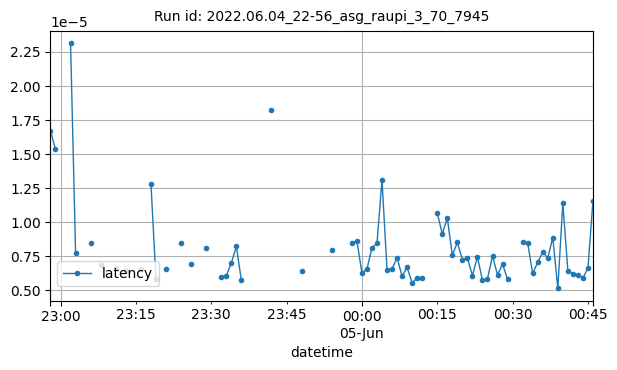 Run id: 2022.06.04_22-56_asg_raupi_3_70_7945
1e−5
2.25
2.00
1.75
1.50
1.25
1.00
0.75
0.50
latency
23:00 23:15 23:30 23:45 00:00 00:15 00:30 00:45
05-Jun
datetime